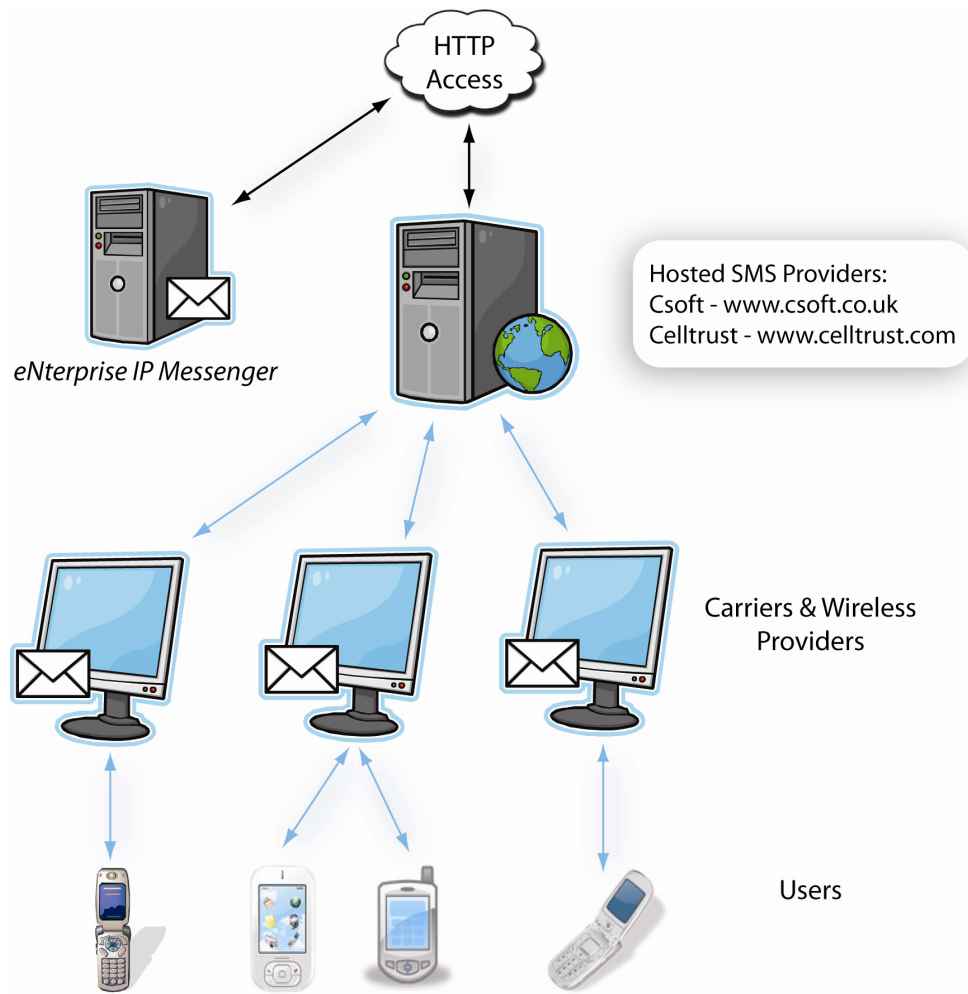 HTTP
Access
eNterprise IP Messenger
Hosted SMS Providers:
Csoft - www.csoft.co.uk
Celltrust - www.celltrust.com
Carriers & Wireless
Providers
Users